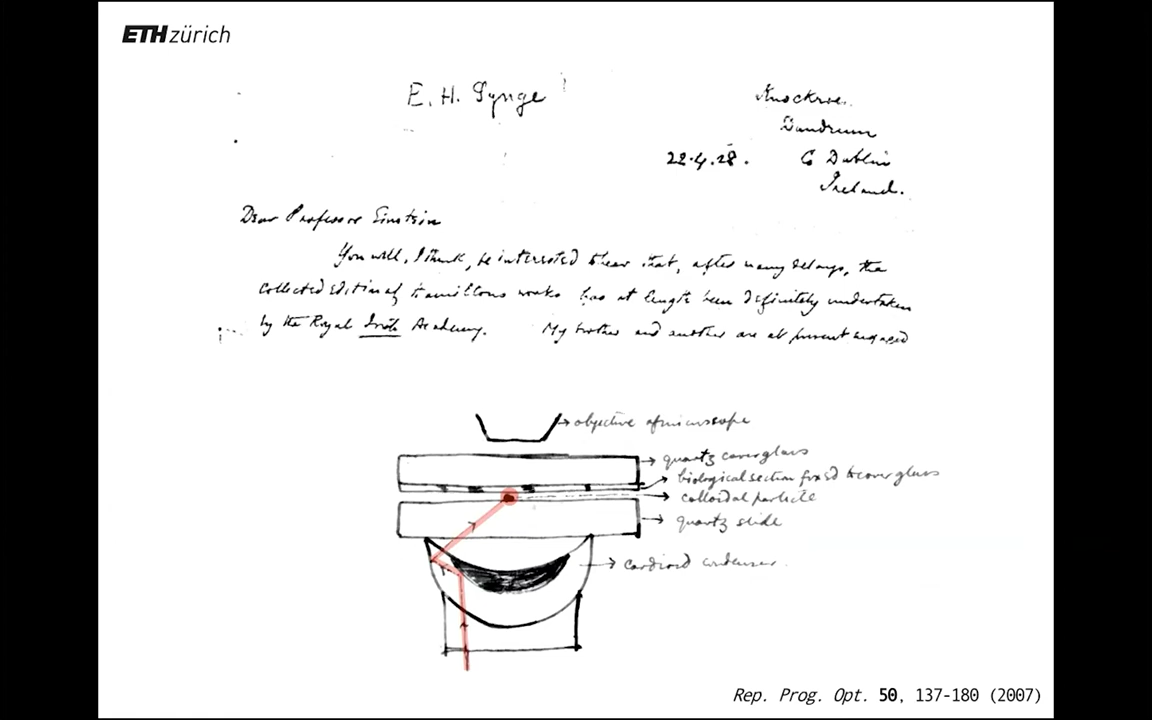 ETH zürich
E. H. Synge
Knockroe.
Dundrum
22.4.28. Co Dublin
Ireland.
Dear Professor Einstein
You will, I think, be interested to hear that, after many delays, the
collected edition of Hamiltons works has at length been definitely undertaken
by the Royal Irish Academy. My brother and another are at present engaged
objective of microscope
quartz coverglass
biological section fixed to cover glass
colloidal particle
quartz slide
cardioid condenser.
Rep. Prog. Opt. 50, 137-180 (2007)